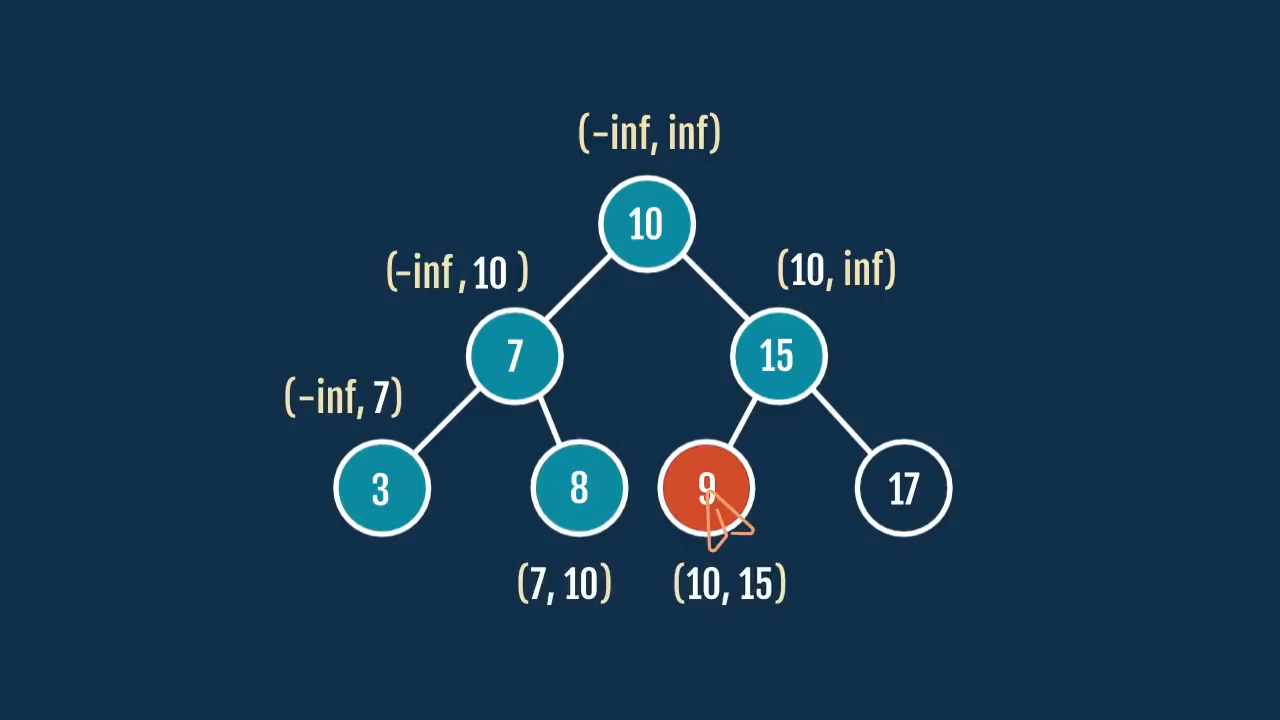 (-inf, inf)
10
(-inf, 10 )
(10, inf)
7
15
(-inf, 7)
3
8
9
17
(7, 10)
(10, 15)